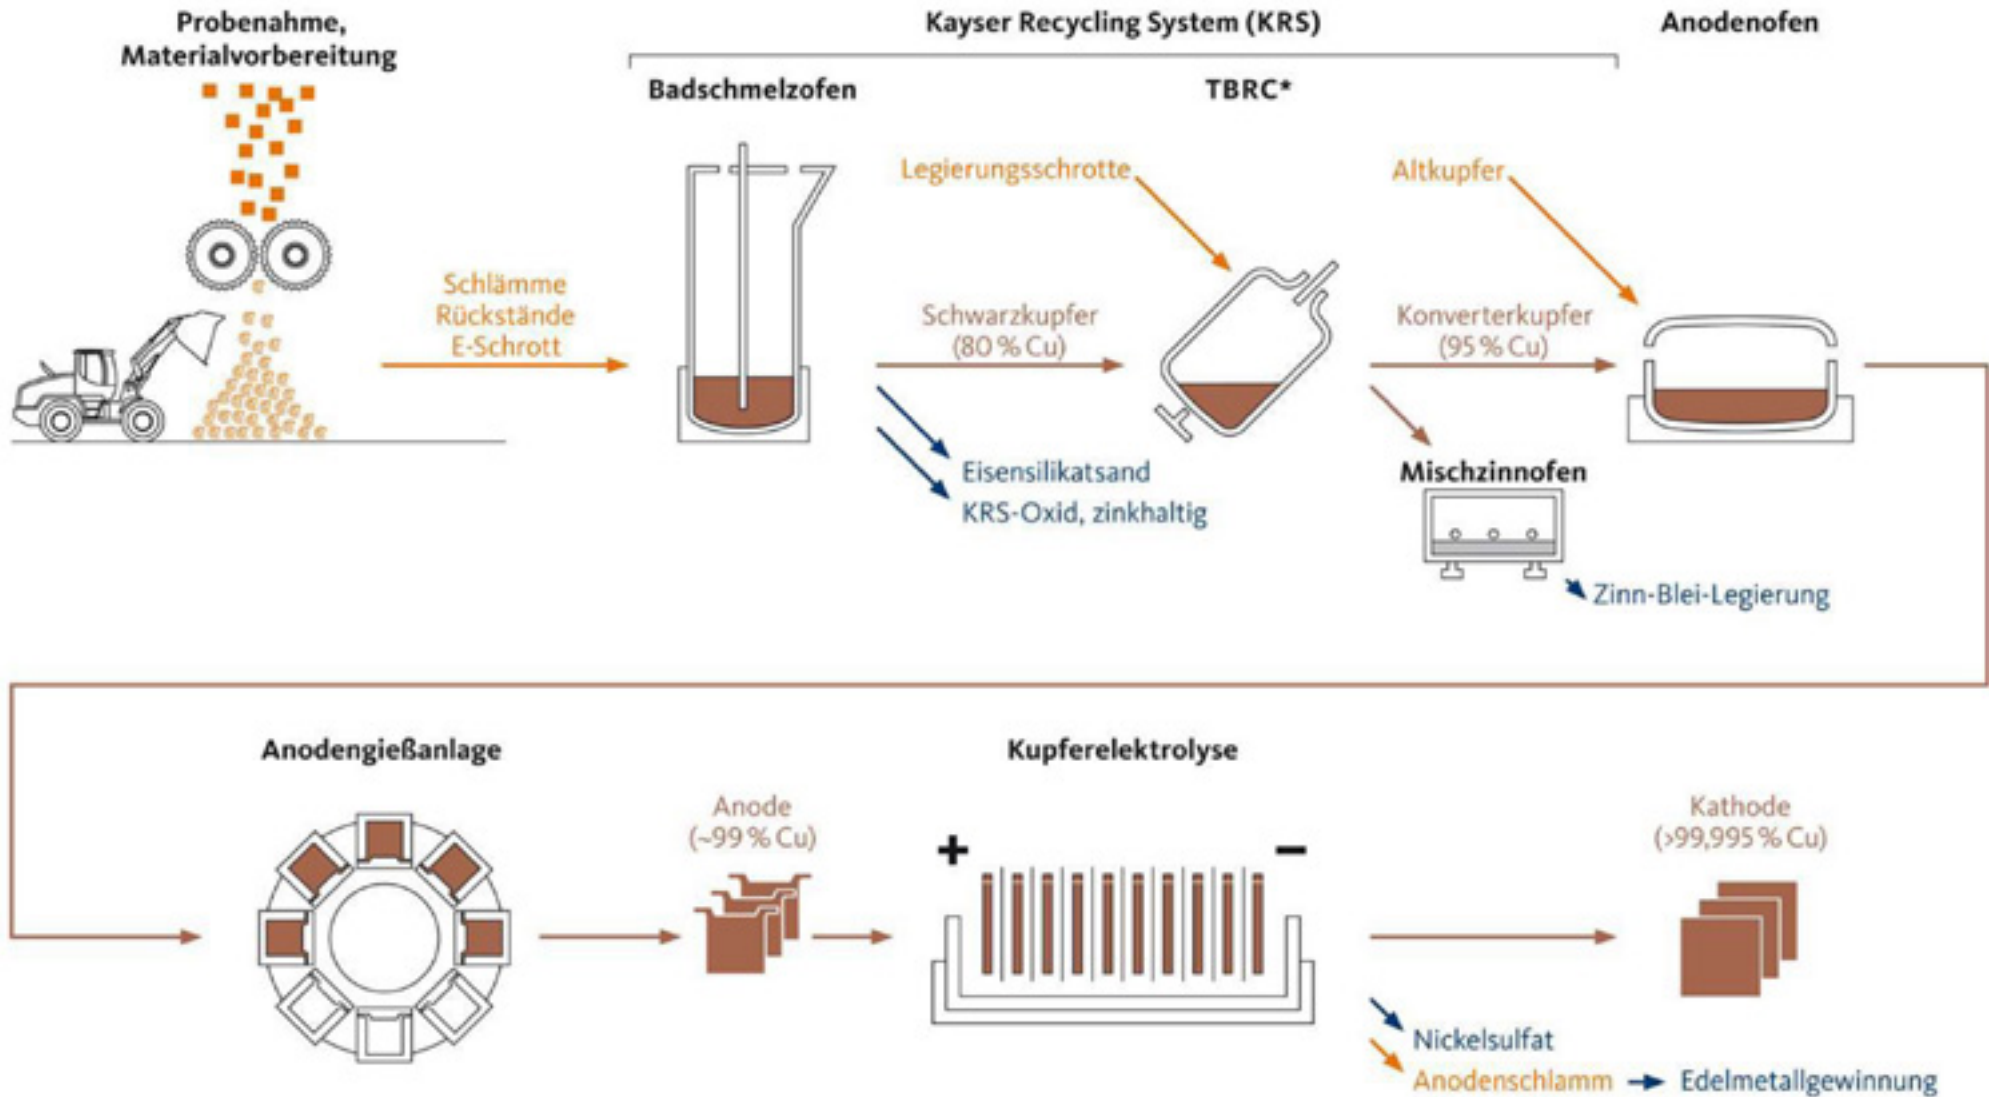 Probenahme,
Materialvorbereitung
Kayser Recycling System (KRS)
Anodenofen
Badschmelzofen
TBRC*
Legierungsschrotte
Altkupfer
Schlämme
Rückstände
E-Schrott
Schwarzkupfer
(80 % Cu)
Konverterkupfer
(95 % Cu)
Eisensilikatsand
KRS-Oxid, zinkhaltig
Mischzinnofen
Zinn-Blei-Legierung
Anodengießanlage
Kupferelektrolyse
Anode
(~99 % Cu)
+
−
Kathode
(>99,995 % Cu)
Nickelsulfat
Anodenschlamm
Edelmetallgewinnung